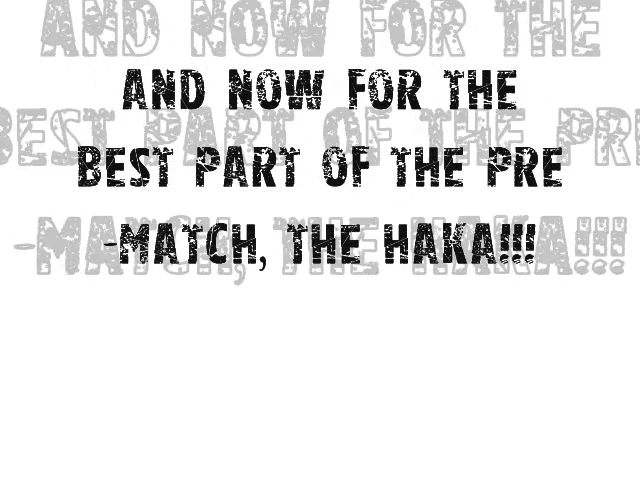 AND NOW FOR THE
BEST PART OF THE PRE
-MATCH, THE HAKA!!!